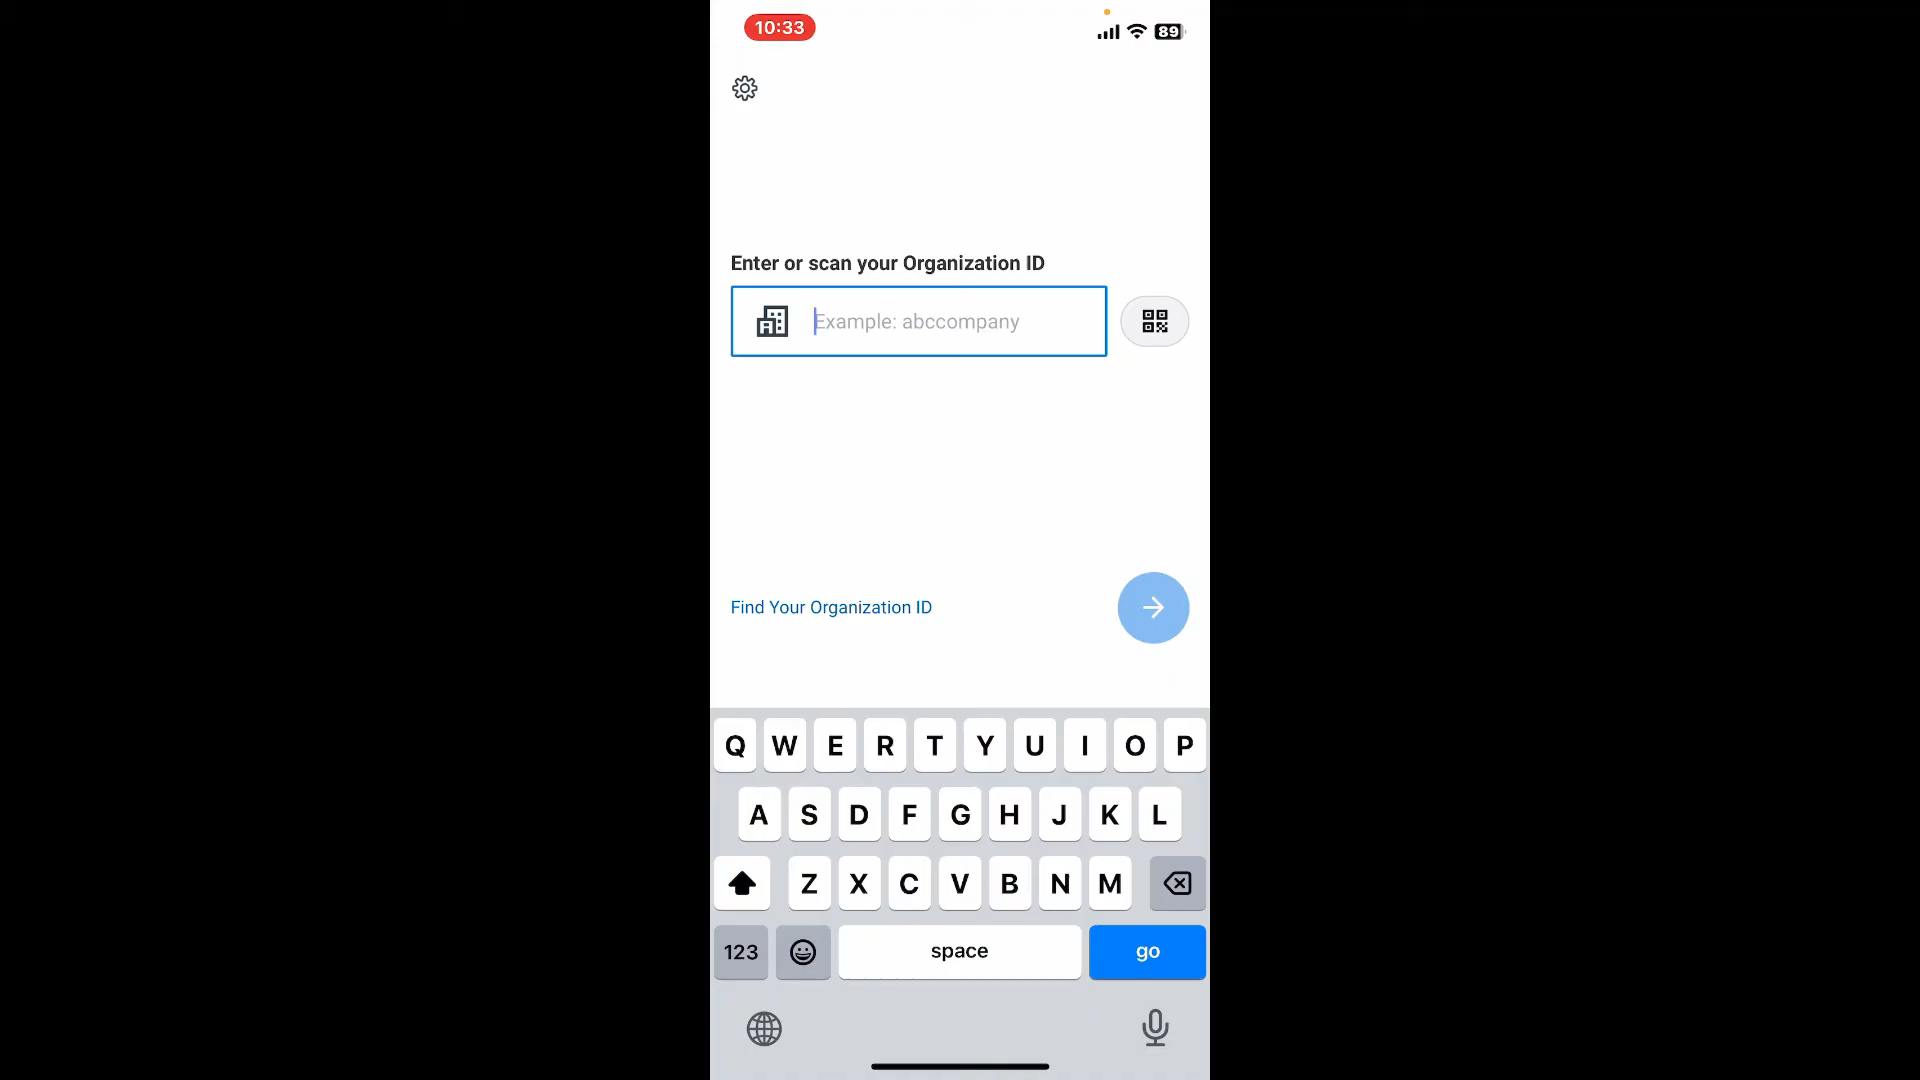 10:33
89
Enter or scan your Organization ID
Example: abccompany
Find Your Organization ID
Q W E R T Y U I O P
A S D F G H J K L
Z X C V B N M
123 space go